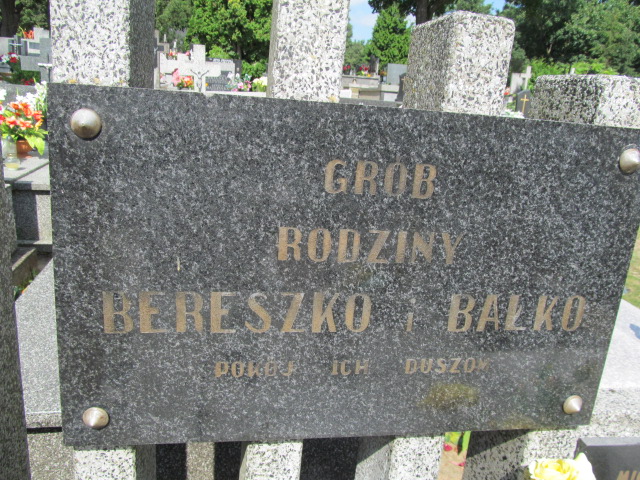 GRÓB
RODZINY
BERESZKO i BAŁKO
POKÓJ ICH DUSZOM